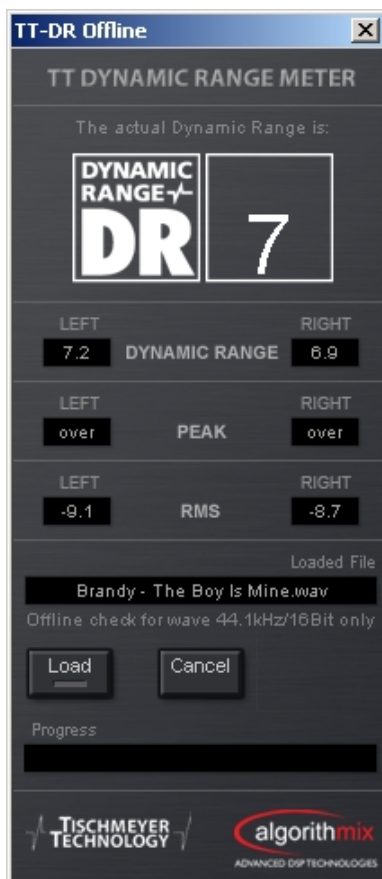 TT-DR Offline
TT DYNAMIC RANGE METER
The actual Dynamic Range is:
DYNAMIC
RANGE
DR
7
LEFT RIGHT
7.2 DYNAMIC RANGE 6.9
LEFT RIGHT
over PEAK over
LEFT RIGHT
-9.1 RMS -8.7
Loaded File
Brandy - The Boy Is Mine.wav
Offline check for wave 44.1kHz/16Bit only
Load Cancel
Progress
TISCHMEYER
TECHNOLOGY
algorithmix
ADVANCED DSP TECHNOLOGIES